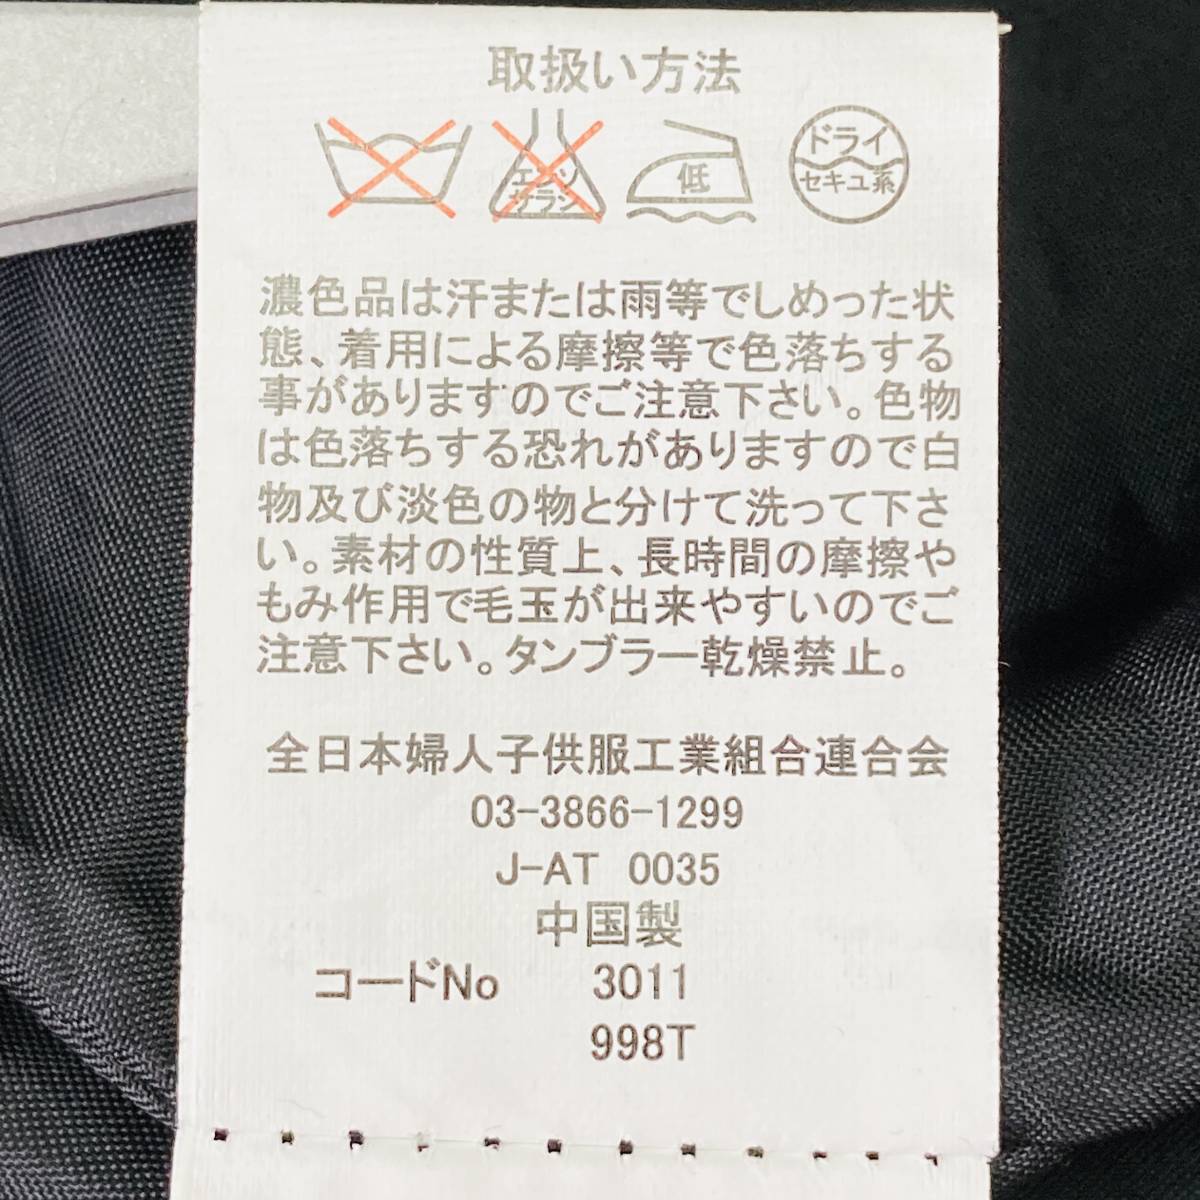 取扱い方法
エンソ
サラシ
低
ドライ
セキユ系
濃色品は汗または雨等でしめった状
態、着用による摩擦等で色落ちする
事がありますのでご注意下さい。色物
は色落ちする恐れがありますので白
物及び淡色の物と分けて洗って下さ
い。素材の性質上、長時間の摩擦や
もみ作用で毛玉が出来やすいのでご
注意下さい。タンブラー乾燥禁止。
全日本婦人子供服工業組合連合会
03-3866-1299
J-AT 0035
中国製
コードNo 3011
998T